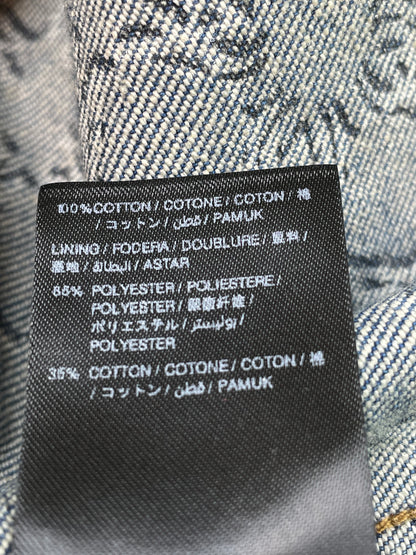 100% COTTON / COTONE / COTON / 棉
/ コットン / قطن / PAMUK
LINING / FODERA / DOUBLURE / 里料 /
裏地 / البطانة / ASTAR
65% POLYESTER / POLIESTERE /
POLYESTER / 聚酯纤维 /
ポリエステル / بوليستر /
POLYESTER
35% COTTON / COTONE / COTON / 棉
/ コットン / قطن / PAMUK